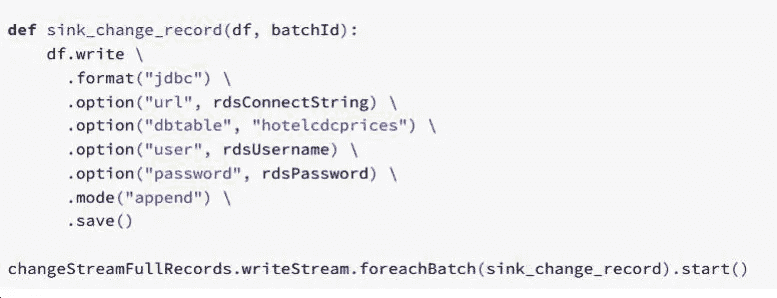 def sink_change_record(df, batchId):
    df.write \
      .format("jdbc") \
      .option("url", rdsConnectString) \
      .option("dbtable", "hotelcdcprices") \
      .option("user", rdsUsername) \
      .option("password", rdsPassword) \
      .mode("append") \
      .save()

changeStreamFullRecords.writeStream.foreachBatch(sink_change_record).start()